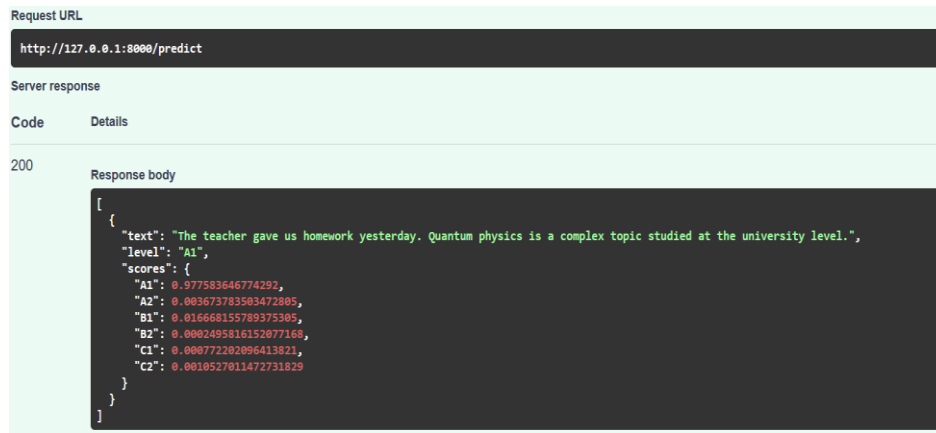 Request URL
http://127.0.0.1:8000/predict
Server response
Code Details
200
Response body
[
{
"text": "The teacher gave us homework yesterday. Quantum physics is a complex topic studied at the university level.",
"level": "A1",
"scores": {
"A1": 0.977583646774292,
"A2": 0.003673783503472805,
"B1": 0.016668155789375305,
"B2": 0.0002495816152077168,
"C1": 0.000772202096413821,
"C2": 0.0010527011472731829
}
}
]